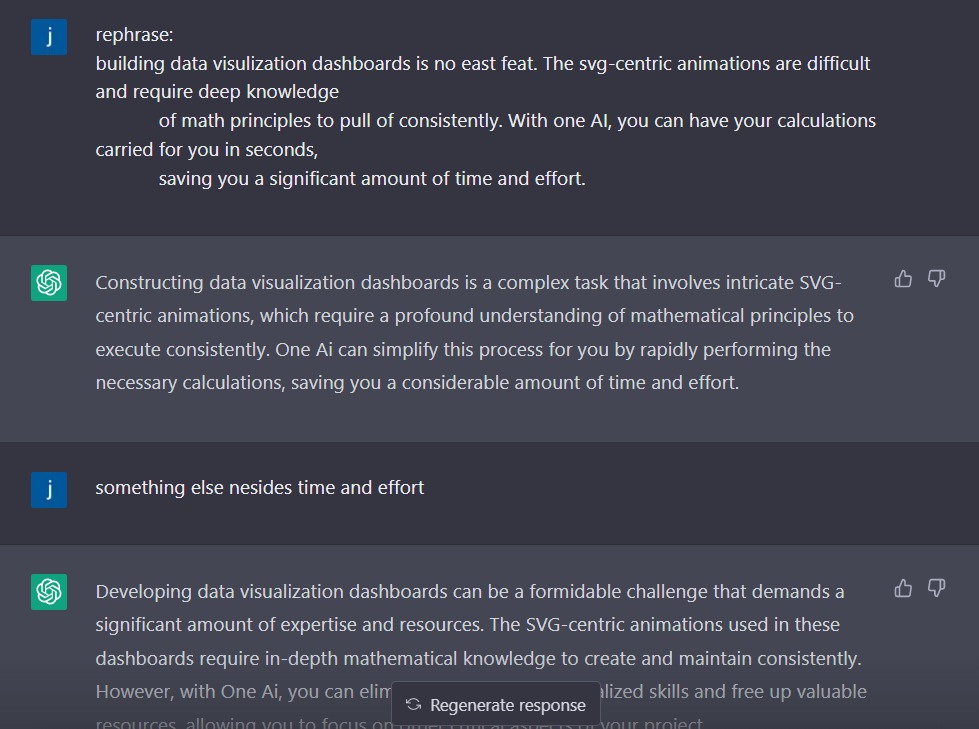 j
rephrase:
building data visulization dashboards is no east feat. The svg-centric animations are difficult
and require deep knowledge
of math principles to pull of consistently. With one AI, you can have your calculations
carried for you in seconds,
saving you a significant amount of time and effort.
Constructing data visualization dashboards is a complex task that involves intricate SVG-
centric animations, which require a profound understanding of mathematical principles to
execute consistently. One Ai can simplify this process for you by rapidly performing the
necessary calculations, saving you a considerable amount of time and effort.
j
something else nesides time and effort
Developing data visualization dashboards can be a formidable challenge that demands a
significant amount of expertise and resources. The SVG-centric animations used in these
dashboards require in-depth mathematical knowledge to create and maintain consistently.
However, with One Ai, you can elim alized skills and free up valuable
Regenerate response
resources, allowing you to focus on other critical aspects of your project.